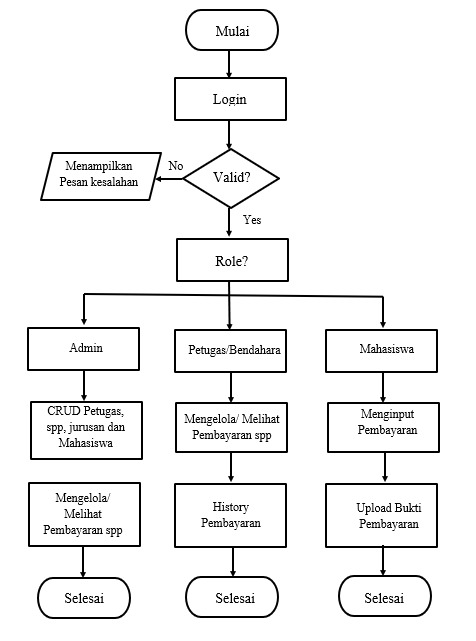 Mulai
Login
Menampilkan
Pesan kesalahan
No
Valid?
Yes
Role?
Admin
Petugas/Bendahara
Mahasiswa
CRUD Petugas,
spp, jurusan dan
Mahasiswa
Mengelola/ Melihat
Pembayaran spp
Menginput
Pembayaran
Mengelola/
Melihat
Pembayaran spp
History
Pembayaran
Upload Bukti
Pembayaran
Selesai
Selesai
Selesai